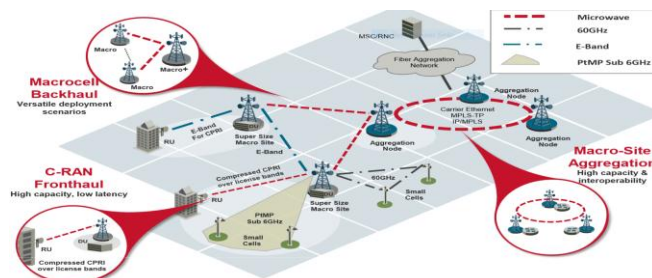 MSC/RNC
Microwave
60GHz
E-Band
PtMP Sub 6GHz
Macro
Macro+
Macro
Macrocell
Backhaul
Versatile deployment
scenarios
Fiber Aggregation
Network
Aggregation
Node
Carrier Ethernet
MPLS-TP
IP/MPLS
Aggregation
Node
Aggregation
Node
RU
E-Band
For CPRI
Super Size
Macro Site
E-Band
C-RAN
Fronthaul
High capacity, low latency
Compressed CPRI
over license bands
RU
60GHz
Small
Cells
Super Size
Macro Site
PtMP
Sub 6GHz
Small
Cells
Macro-Site
Aggregation
High capacity &
interoperability
RU
DU
Compressed CPRI
over license bands